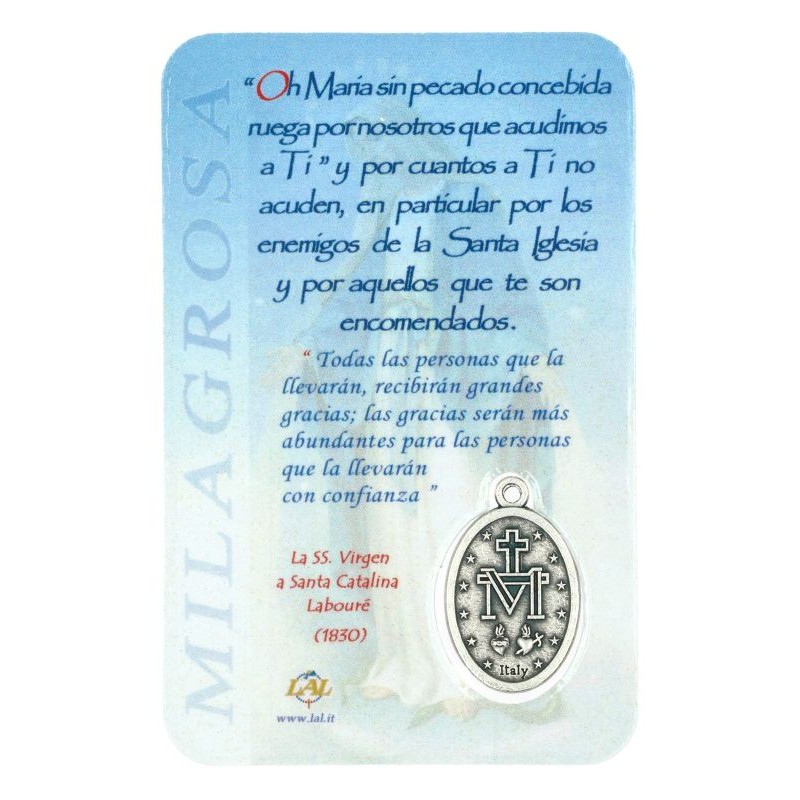 MILAGROSA
“Oh María sin pecado concebida
ruega por nosotros que acudimos
a Ti” y por cuantos a Ti no
acuden, en particular por los
enemigos de la Santa Iglesia
y por aquellos que te son
encomendados.
“Todas las personas que la
llevarán, recibirán grandes
gracias; las gracias serán más
abundantes para las personas
que la llevarán
con confianza”
La SS. Virgen
a Santa Catalina
Labouré
(1830)
LAL
www.lal.it
M
Italy